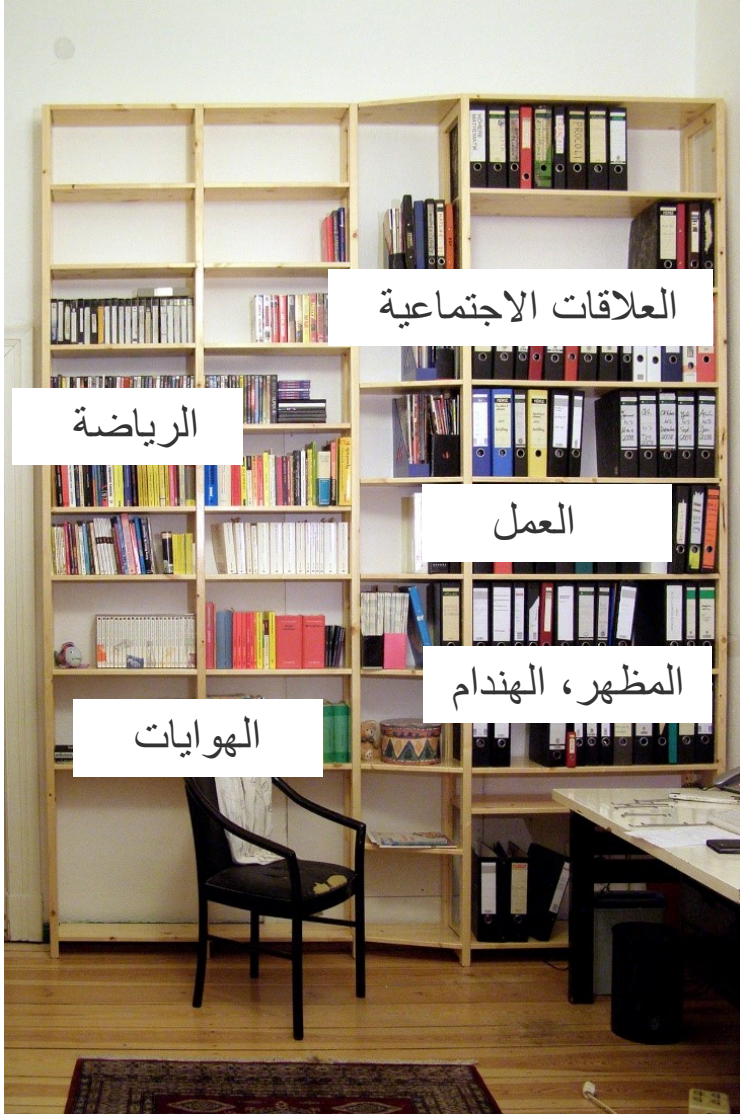 العلاقات الاجتماعية
الرياضة
العمل
المظهر، الهندام
الهوايات